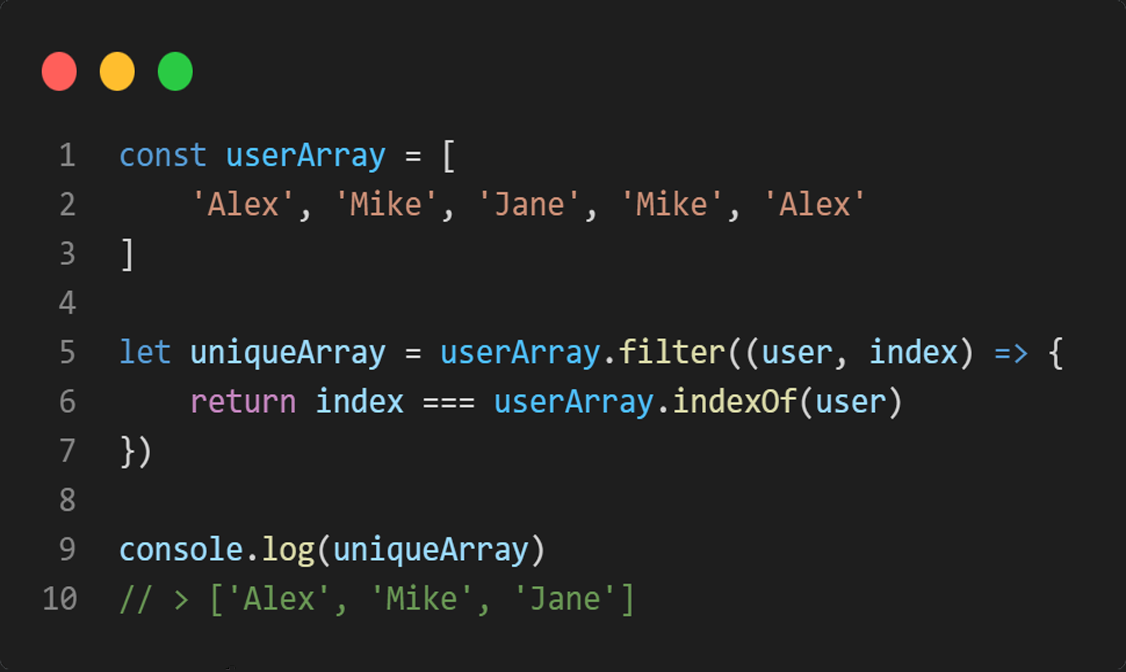 1 const userArray = [
2     'Alex', 'Mike', 'Jane', 'Mike', 'Alex'
3 ]
4
5 let uniqueArray = userArray.filter((user, index) => {
6     return index === userArray.indexOf(user)
7 })
8
9 console.log(uniqueArray)
10 // > ['Alex', 'Mike', 'Jane']